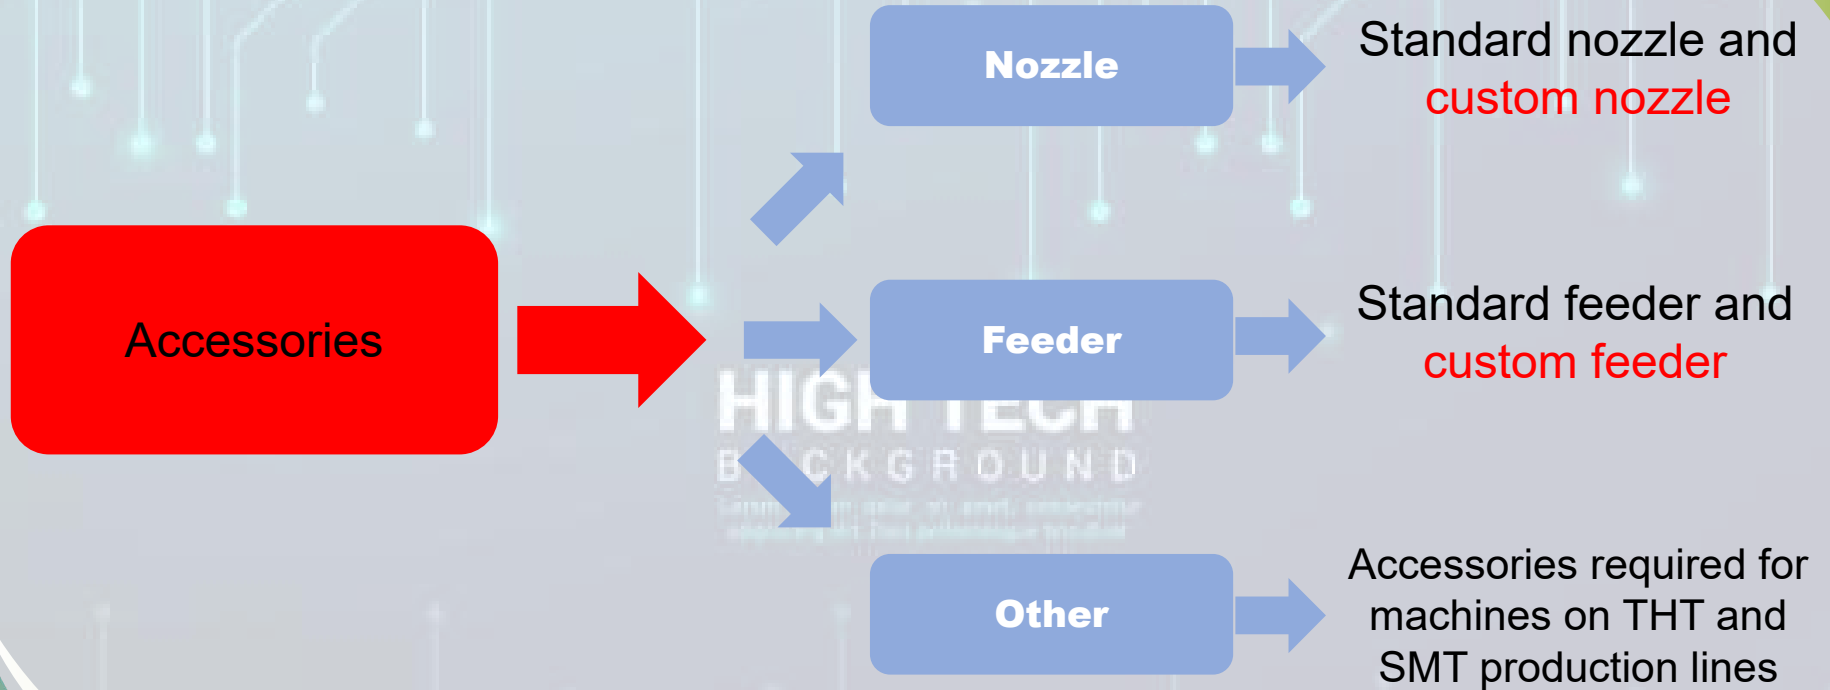 Nozzle
Standard nozzle and
custom nozzle
Accessories
Feeder
Standard feeder and
custom feeder
HIGH TECH
B CKGROUND
Other
Accessories required for
machines on THT and
SMT production lines